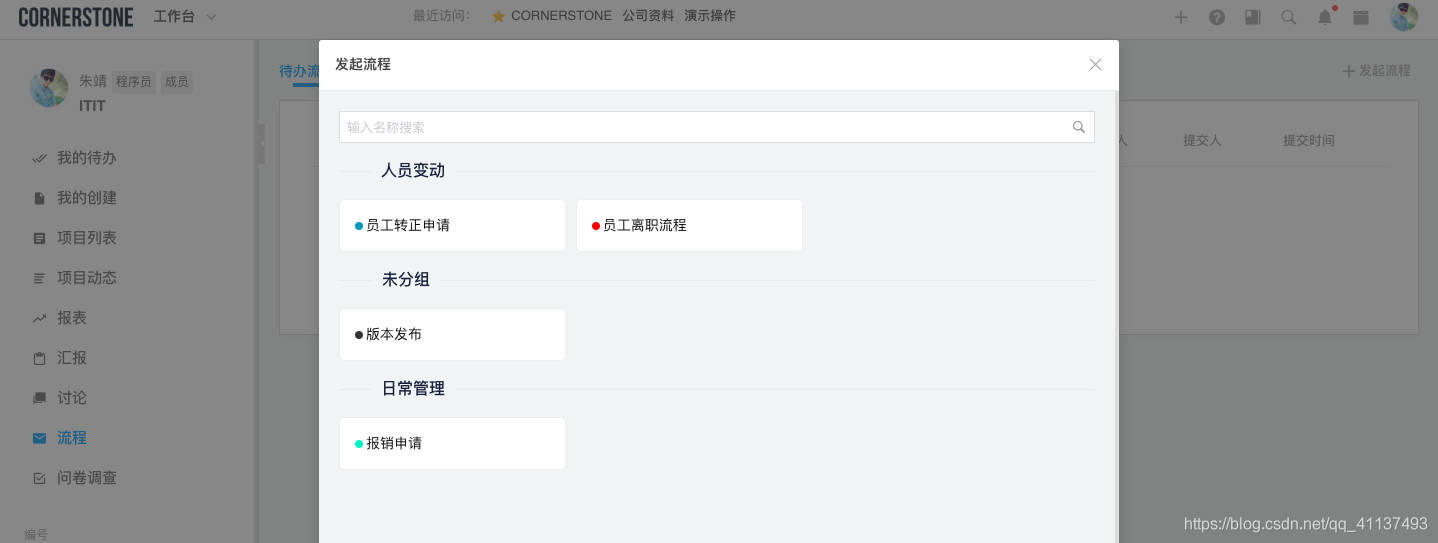 CORNERSTONE 工作台 最近访问： CORNERSTONE 公司资料 演示操作
朱靖 程序员 成员
ITIT
我的待办
我的创建
项目列表
项目动态
报表
汇报
讨论
流程
问卷调查
编号
待办流
发起流程
人 提交人 提交时间
发起流程
输入名称搜索
人员变动
员工转正申请 员工离职流程
未分组
版本发布
日常管理
报销申请
https://blog.csdn.net/qq_41137493